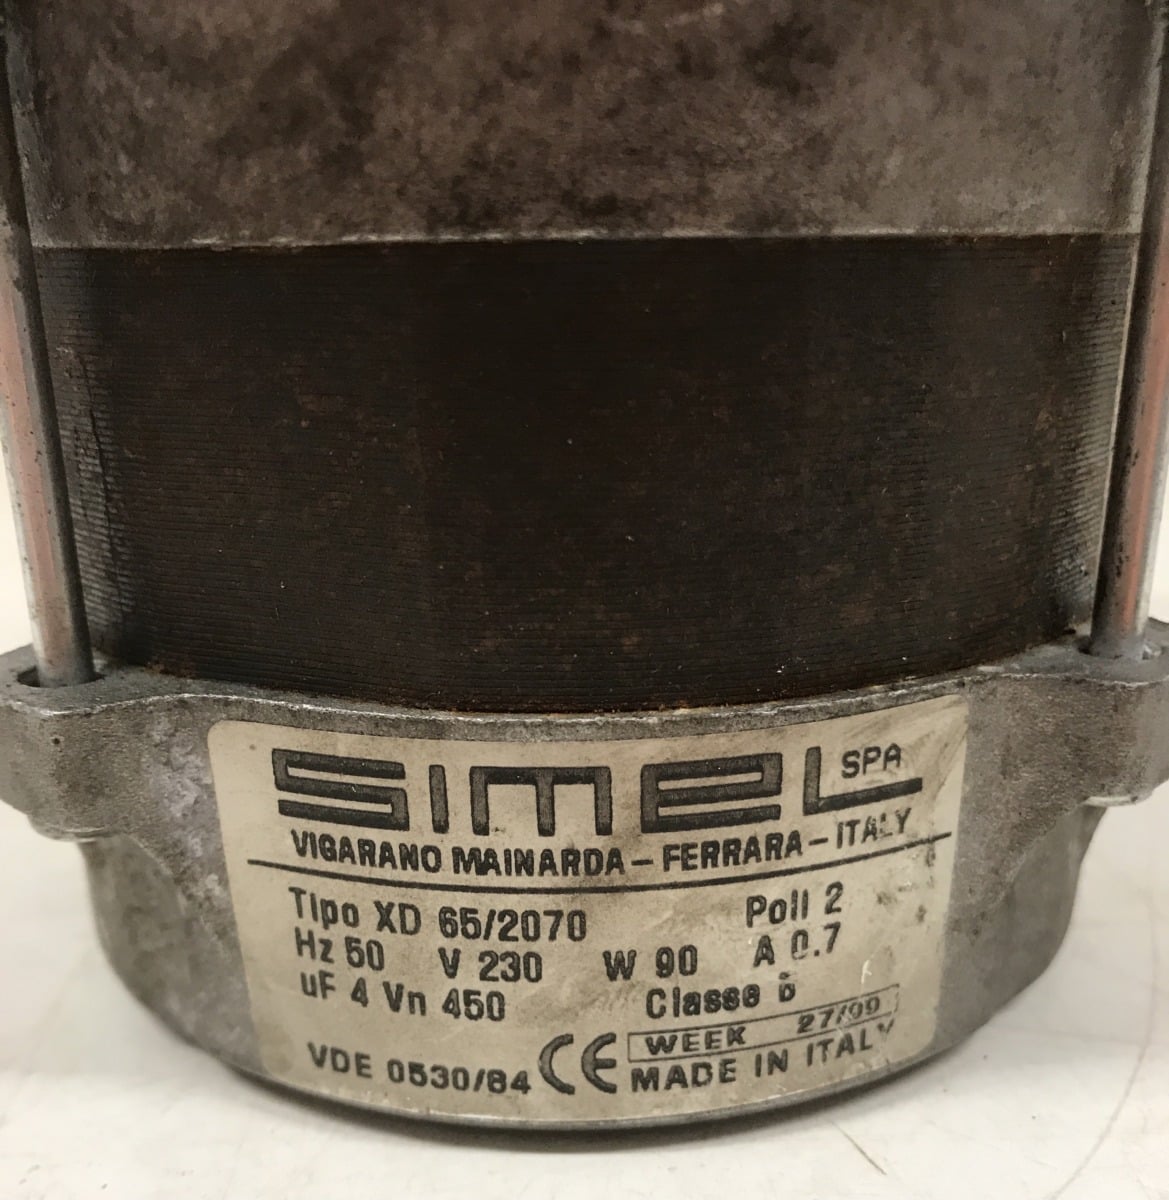 SIMEL SPA
VIGARANO MAINARDA – FERRARA – ITALY
Tipo XD 65/2070 Poli 2
Hz 50 V 230 W 90 A 0.7
uF 4 Vn 450 Classe
VDE 0530/84 CE WEEK 27/99
MADE IN ITALY